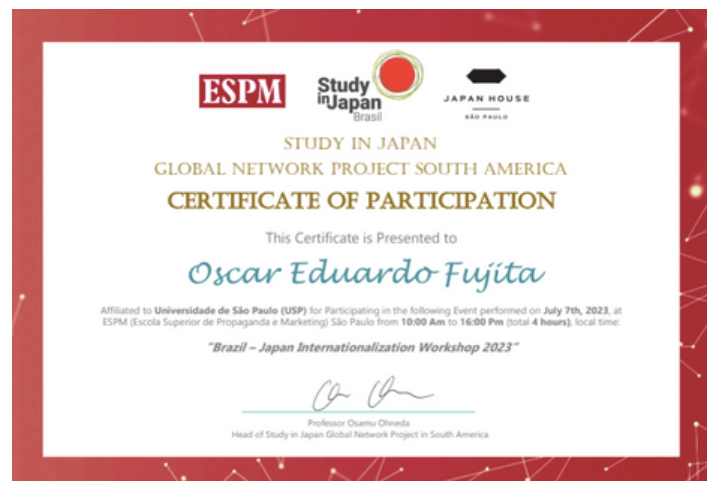 ESPM
Study
in Japan
Brasil
JAPAN HOUSE
SÃO PAULO
STUDY IN JAPAN
GLOBAL NETWORK PROJECT SOUTH AMERICA
CERTIFICATE OF PARTICIPATION
This Certificate is Presented to
Oscar Eduardo Fujita
Affiliated to Universidade de São Paulo (USP) for Participating in the following Event performed on July 7th, 2023, at
ESPM (Escola Superior de Propaganda e Marketing) São Paulo from 10:00 Am to 16:00 Pm (total 4 hours), local time:
"Brazil – Japan Internationalization Workshop 2023"
Professor Osamu Ohneda
Head of Study in Japan Global Network Project in South America